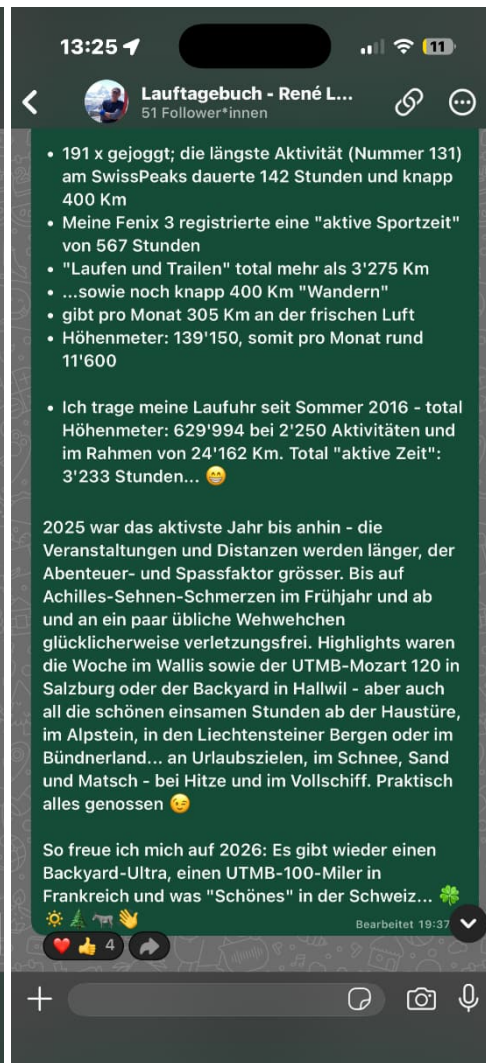 13:25
11
Lauftagebuch - René L...
51 Follower*innen
• 191 x gejoggt; die längste Aktivität (Nummer 131)
am SwissPeaks dauerte 142 Stunden und knapp
400 Km
• Meine Fenix 3 registrierte eine "aktive Sportzeit"
von 567 Stunden
• "Laufen und Trailen" total mehr als 3'275 Km
• ...sowie noch knapp 400 Km "Wandern"
• gibt pro Monat 305 Km an der frischen Luft
• Höhenmeter: 139'150, somit pro Monat rund
11'600
• Ich trage meine Laufuhr seit Sommer 2016 - total
Höhenmeter: 629'994 bei 2'250 Aktivitäten und
im Rahmen von 24'162 Km. Total "aktive Zeit":
3'233 Stunden... 😁
2025 war das aktivste Jahr bis anhin - die
Veranstaltungen und Distanzen werden länger, der
Abenteuer- und Spassfaktor grösser. Bis auf
Achilles-Sehnen-Schmerzen im Frühjahr und ab
und an ein paar übliche Wehwehchen
glücklicherweise verletzungsfrei. Highlights waren
die Woche im Wallis sowie der UTMB-Mozart 120 in
Salzburg oder der Backyard in Hallwil - aber auch
all die schönen einsamen Stunden ab der Haustüre,
im Alpstein, in den Liechtensteiner Bergen oder im
Bündnerland... an Urlaubszielen, im Schnee, Sand
und Matsch - bei Hitze und im Vollschiff. Praktisch
alles genossen 😉
So freue ich mich auf 2026: Es gibt wieder einen
Backyard-Ultra, einen UTMB-100-Miler in
Frankreich und was "Schönes" in der Schweiz... 🍀
🔅🌲🐄👋
Bearbeitet 19:37
❤️👍 4